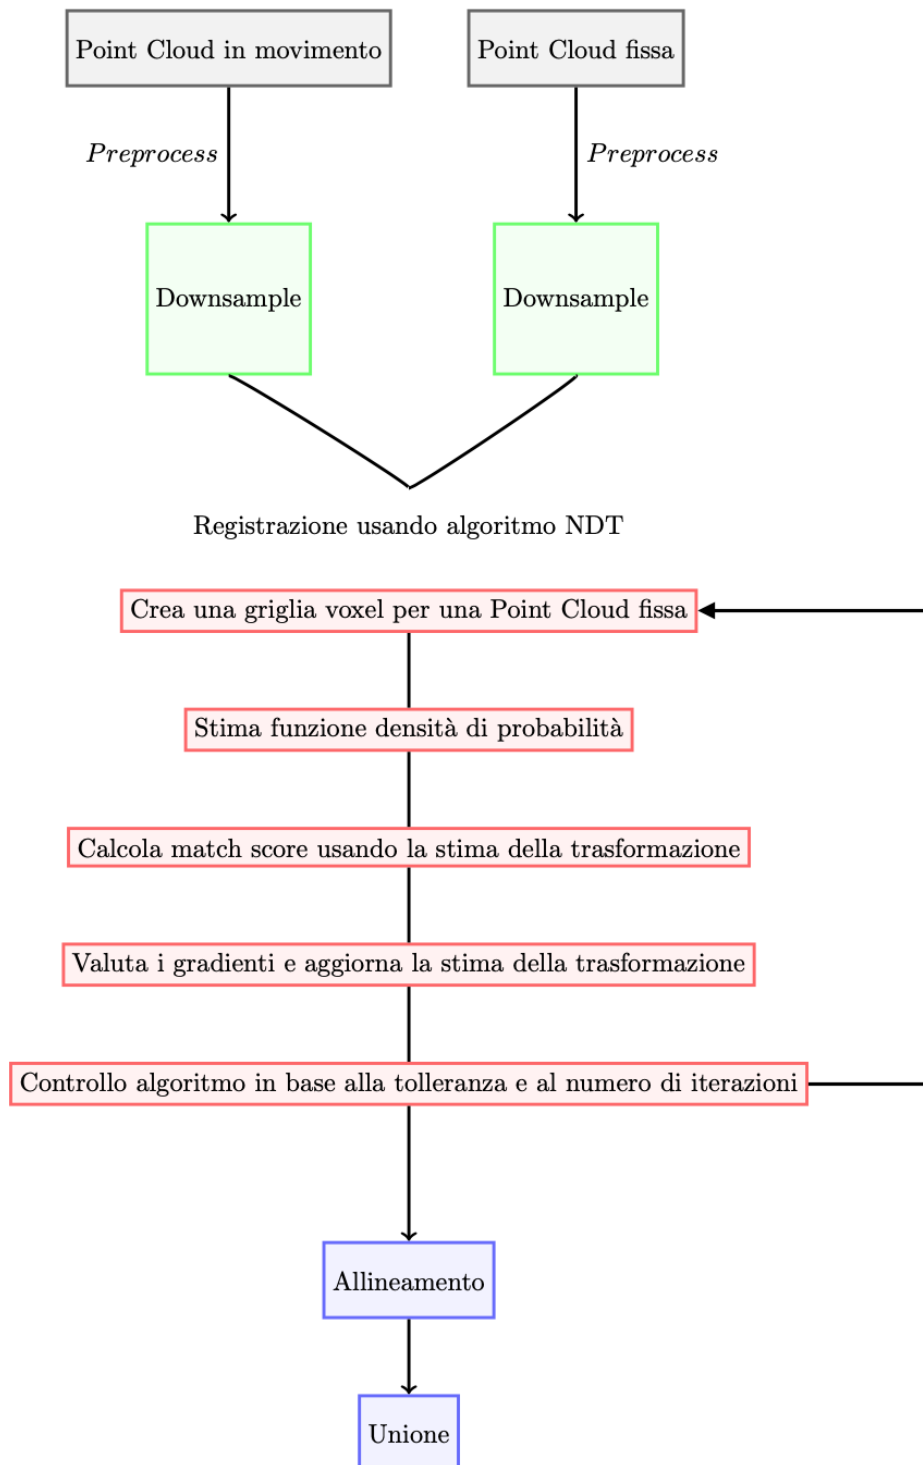 Point Cloud in movimento
Point Cloud fissa
Preprocess
Preprocess
Downsample
Downsample
Registrazione usando algoritmo NDT
Crea una griglia voxel per una Point Cloud fissa
Stima funzione densità di probabilità
Calcola match score usando la stima della trasformazione
Valuta i gradienti e aggiorna la stima della trasformazione
Controllo algoritmo in base alla tolleranza e al numero di iterazioni
Allineamento
Unione